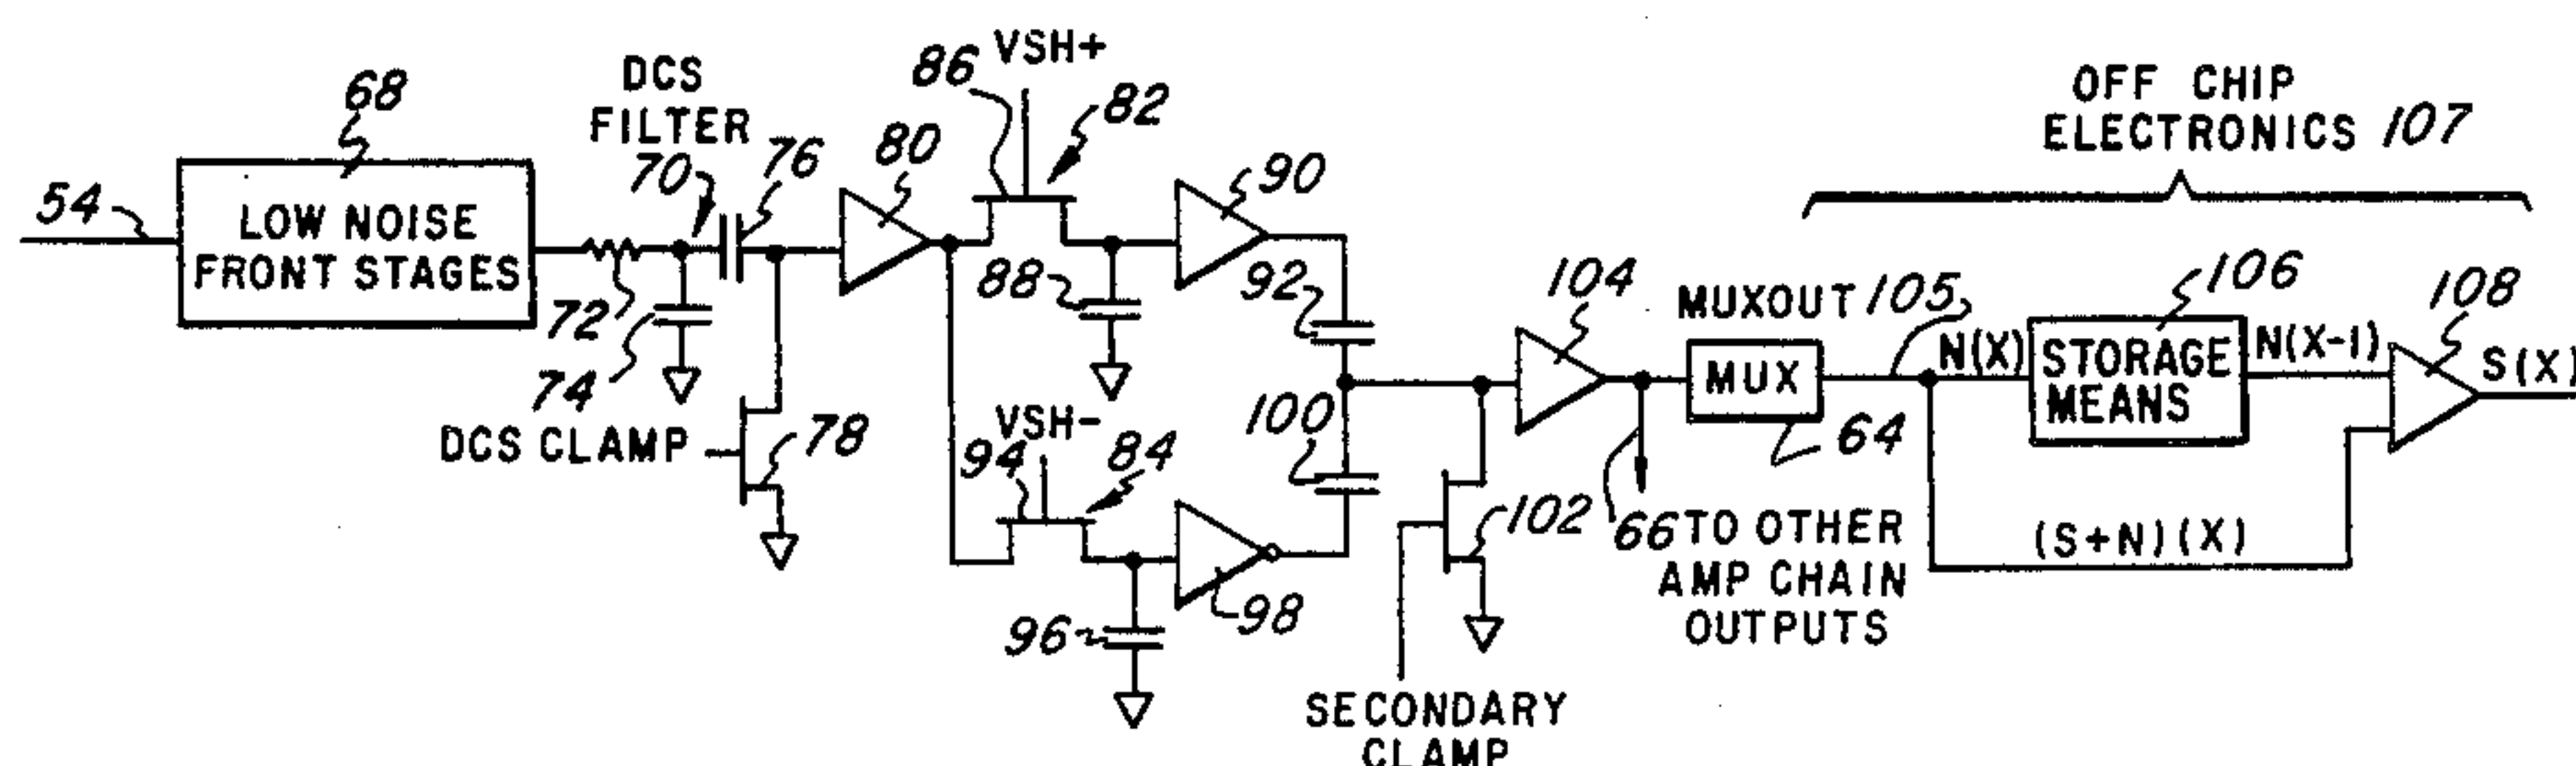 VSH+
86
82
DCS
FILTER
70
76
80
68
90
OFF CHIP
ELECTRONICS 107
54
LOW NOISE
FRONT STAGES
72
74
88
92
104
MUXOUT 105
N(X)
106
STORAGE
MEANS
N(X-1)
108
S(X)
MUX
64
DCS CLAMP
78
VSH-
94
84
100
102
66 TO OTHER
AMP CHAIN
OUTPUTS
(S+N)(X)
96
98
SECONDARY
CLAMP